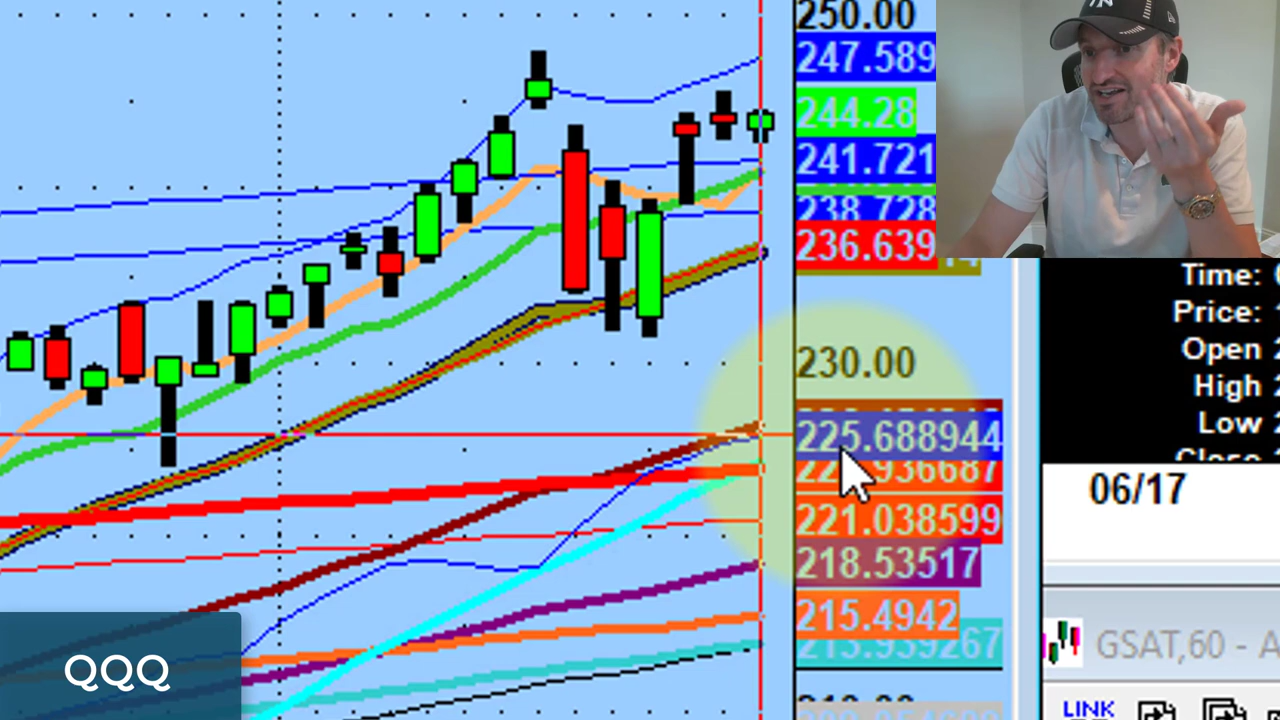 250.00
247.589
244.28
241.721
238.728
236.639
230.00
225.688944
221.038599
218.53517
215.4942
Time:
Price:
Open
High
Low
06/17
GSAT,60 - A
LINK
QQQ